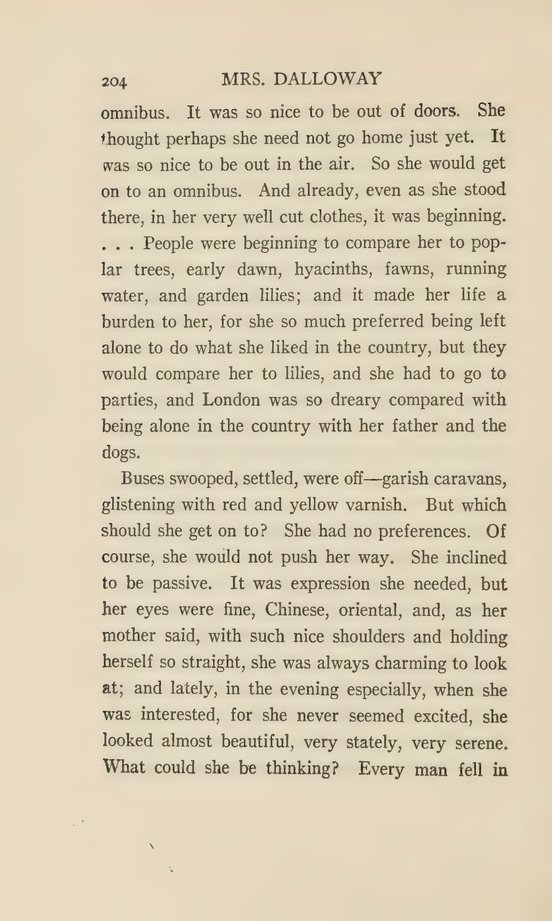 204 MRS. DALLOWAY
omnibus. It was so nice to be out of doors. She
thought perhaps she need not go home just yet. It
was so nice to be out in the air. So she would get
on to an omnibus. And already, even as she stood
there, in her very well cut clothes, it was beginning.
. . . People were beginning to compare her to pop-
lar trees, early dawn, hyacinths, fawns, running
water, and garden lilies; and it made her life a
burden to her, for she so much preferred being left
alone to do what she liked in the country, but they
would compare her to lilies, and she had to go to
parties, and London was so dreary compared with
being alone in the country with her father and the
dogs.
Buses swooped, settled, were off—garish caravans,
glistening with red and yellow varnish. But which
should she get on to? She had no preferences. Of
course, she would not push her way. She inclined
to be passive. It was expression she needed, but
her eyes were fine, Chinese, oriental, and, as her
mother said, with such nice shoulders and holding
herself so straight, she was always charming to look
at; and lately, in the evening especially, when she
was interested, for she never seemed excited, she
looked almost beautiful, very stately, very serene.
What could she be thinking? Every man fell in